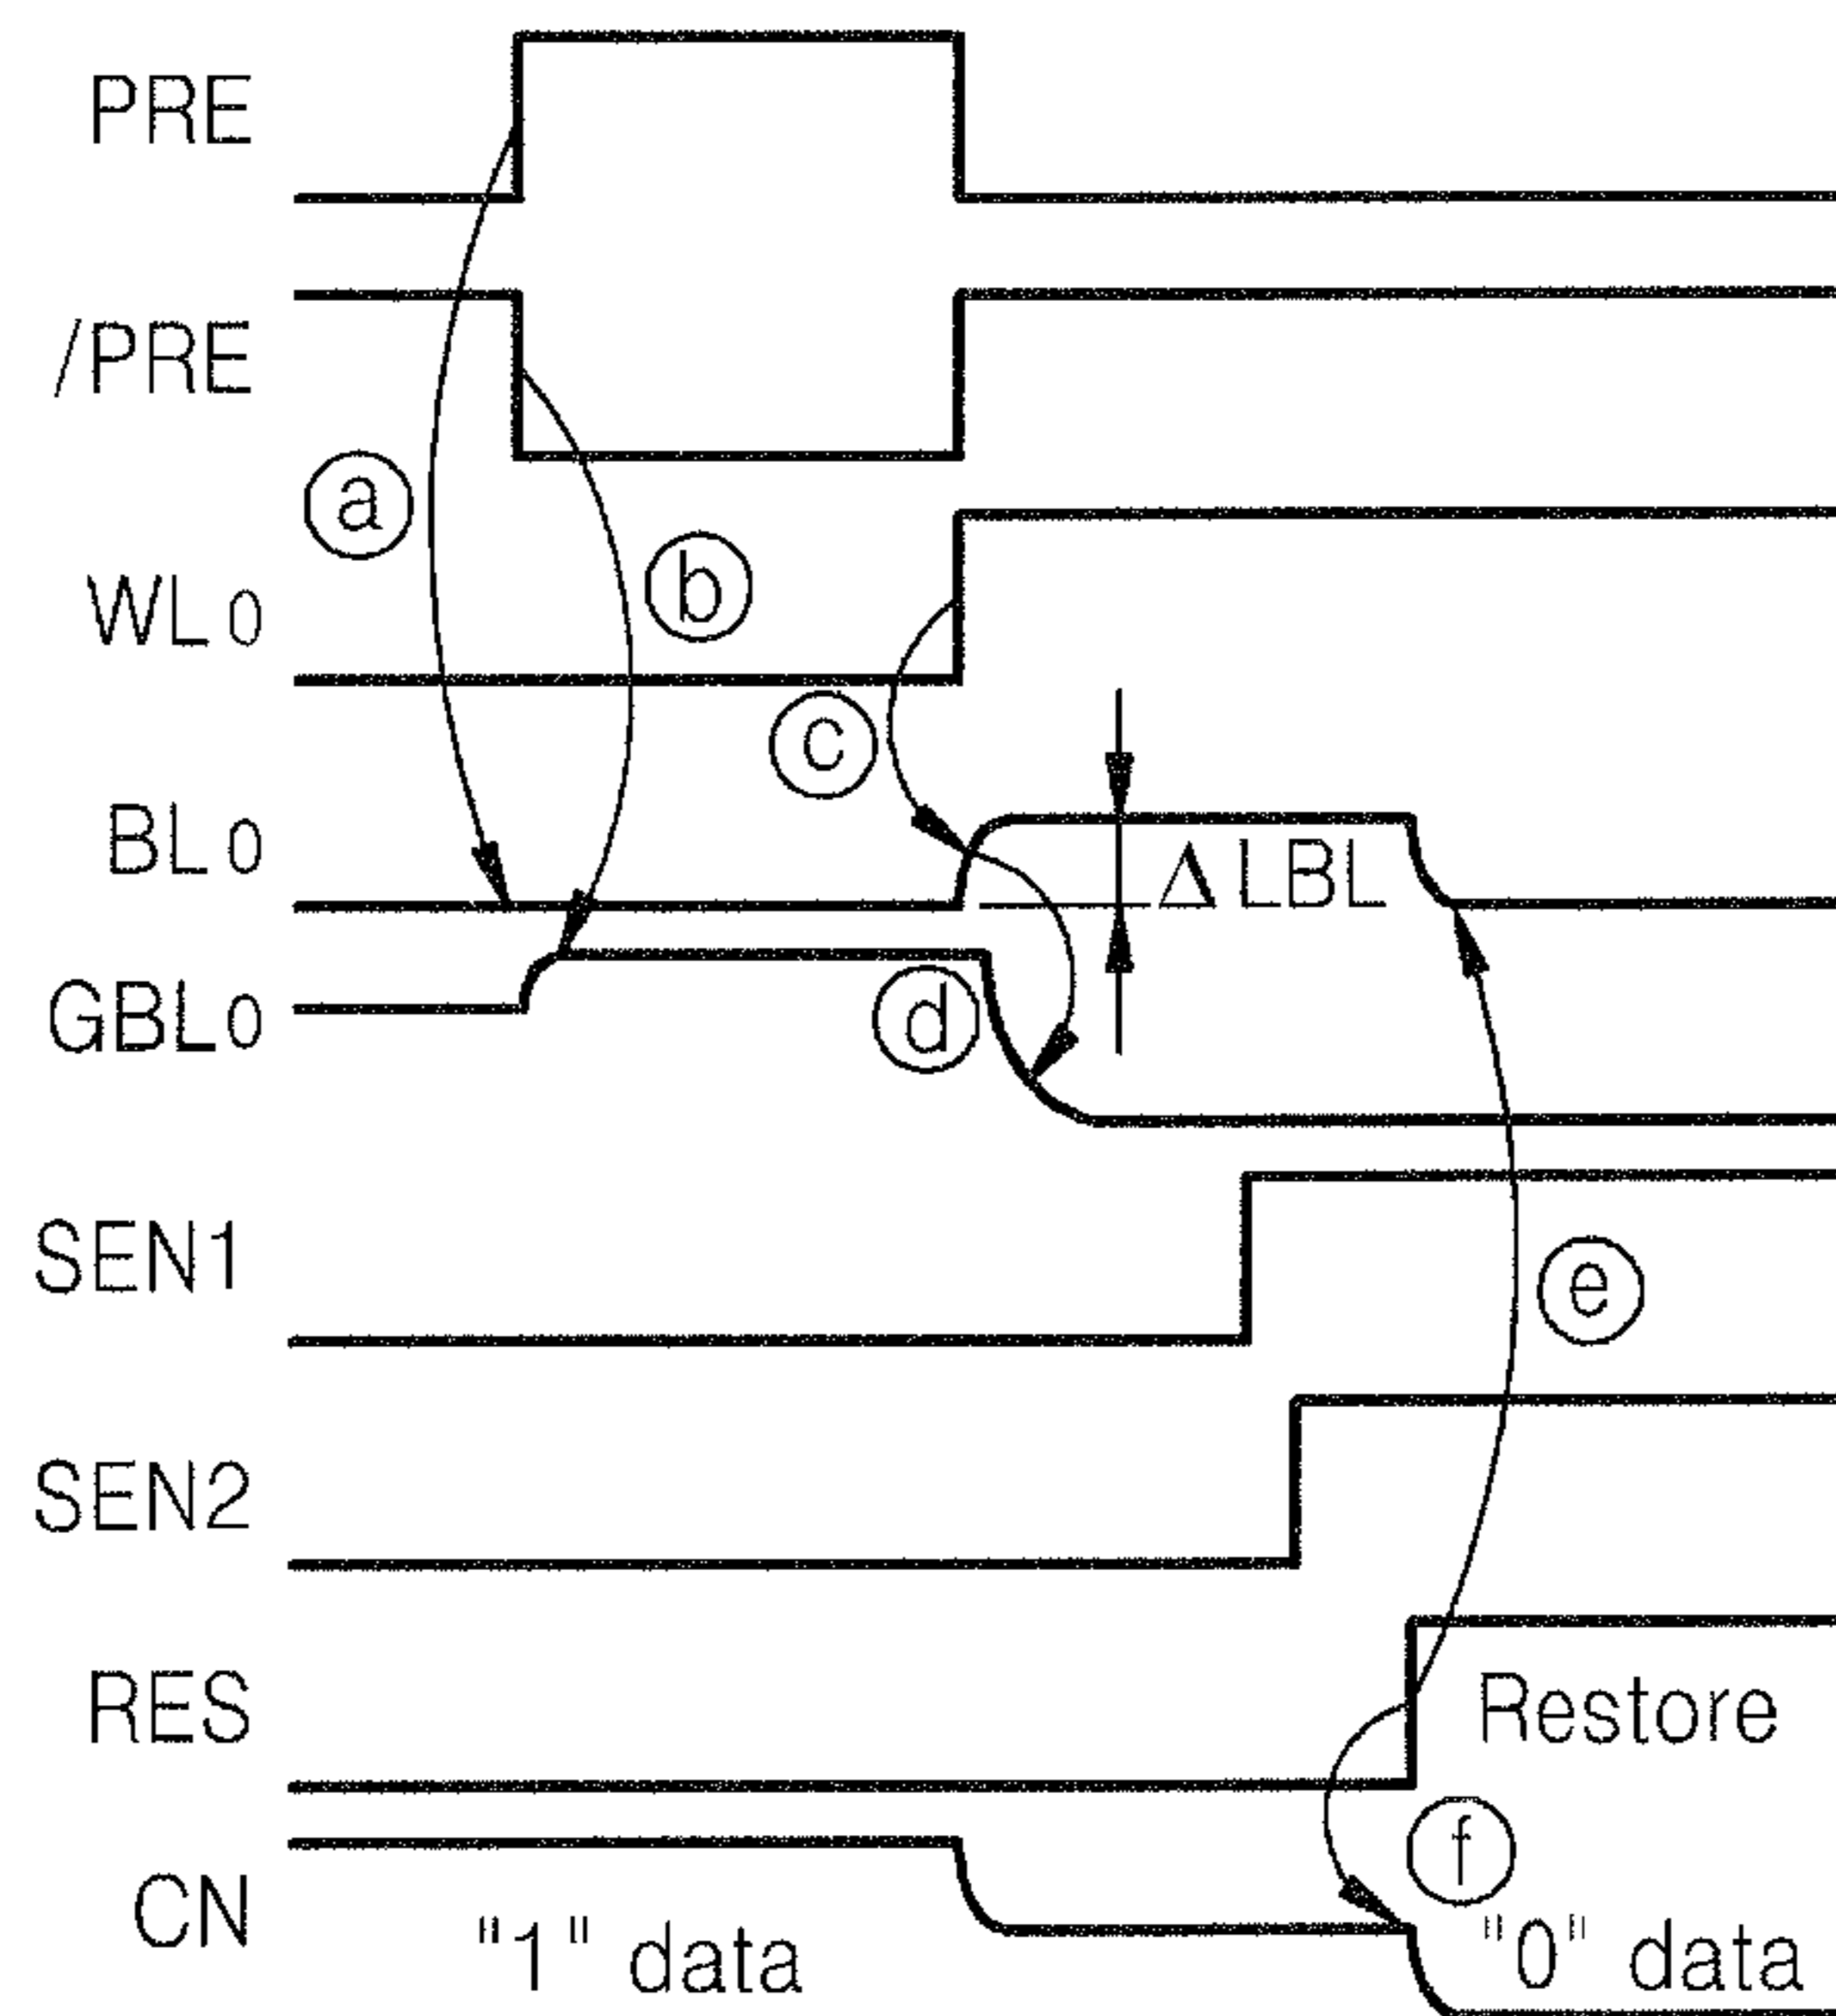 PRE
/PRE
a
b
WL0
c
BL0
ΔLBL
GBL0
d
SEN1
e
SEN2
RES
Restore
f
CN
"1" data
"0" data